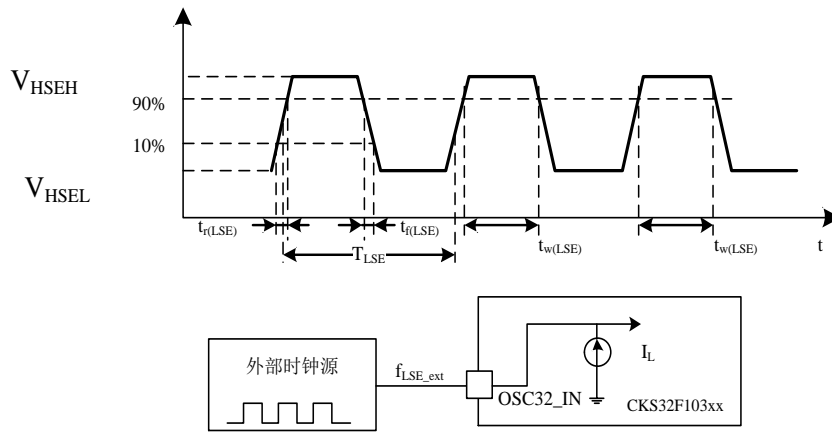 V_HSEH
90%
10%
V_HSEL
t_r(LSE)
t_f(LSE)
t_w(LSE)
t_w(LSE)
t
T_LSE
外部时钟源
f_LSE_ext
OSC32_IN
I_L
CKS32F103xx